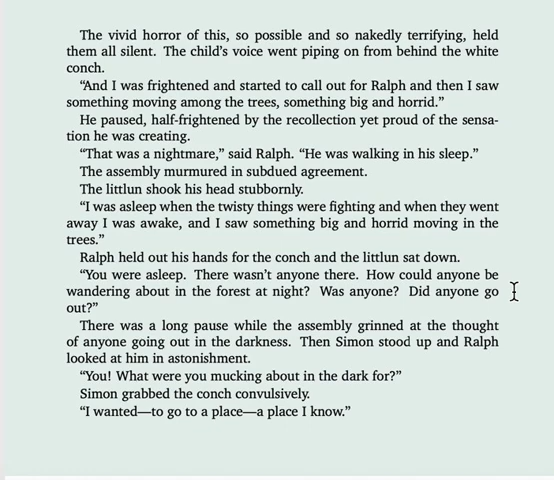 The vivid horror of this, so possible and so nakedly terrifying, held
them all silent. The child's voice went piping on from behind the white
conch.
“And I was frightened and started to call out for Ralph and then I saw
something moving among the trees, something big and horrid.”
He paused, half-frightened by the recollection yet proud of the sensa-
tion he was creating.
“That was a nightmare,” said Ralph. “He was walking in his sleep.”
The assembly murmured in subdued agreement.
The littlun shook his head stubbornly.
“I was asleep when the twisty things were fighting and when they went
away I was awake, and I saw something big and horrid moving in the
trees.”
Ralph held out his hands for the conch and the littlun sat down.
“You were asleep. There wasn't anyone there. How could anyone be
wandering about in the forest at night? Was anyone? Did anyone go
out?”
There was a long pause while the assembly grinned at the thought
of anyone going out in the darkness. Then Simon stood up and Ralph
looked at him in astonishment.
“You! What were you mucking about in the dark for?”
Simon grabbed the conch convulsively.
“I wanted—to go to a place—a place I know.”